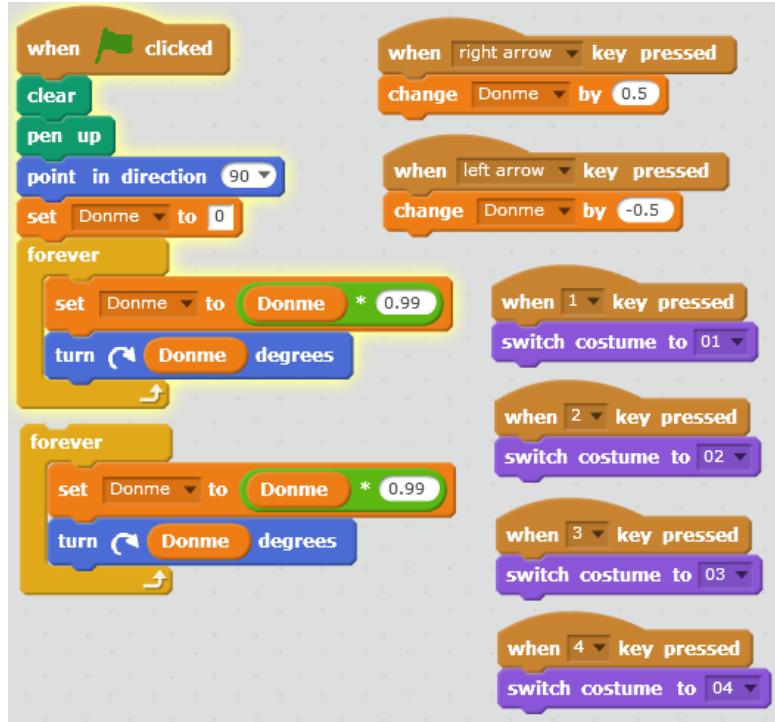 when clicked
clear
pen up
point in direction 90
set Donme to 0
forever
set Donme to Donme * 0.99
turn Donme degrees
forever
set Donme to Donme * 0.99
turn Donme degrees
when right arrow key pressed
change Donme by 0.5
when left arrow key pressed
change Donme by -0.5
when 1 key pressed
switch costume to 01
when 2 key pressed
switch costume to 02
when 3 key pressed
switch costume to 03
when 4 key pressed
switch costume to 04